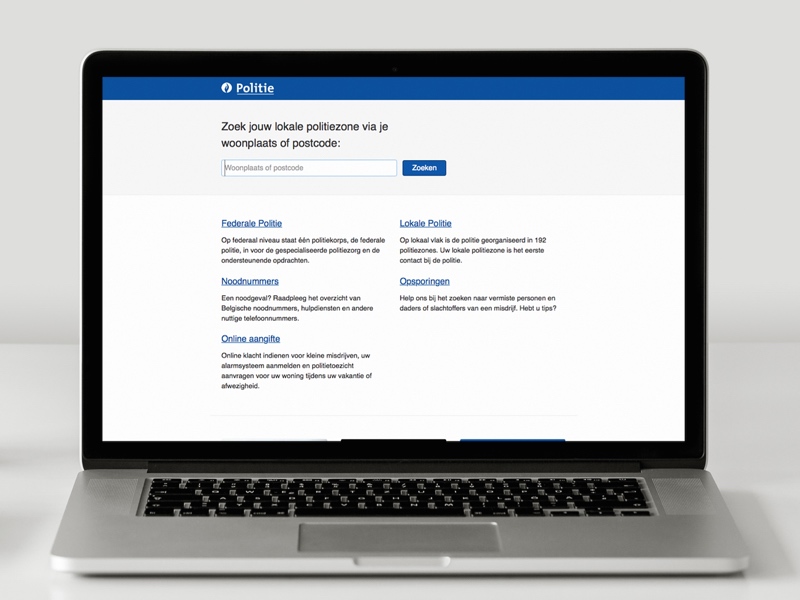 Politie
Zoek jouw lokale politiezone via je
woonplaats of postcode:
Woonplaats of postcode
Zoeken
Federale Politie
Op federaal niveau staat één politiekorps, de federale
politie, in voor de gespecialiseerde politiezorg en de
ondersteunende opdrachten.
Lokale Politie
Op lokaal vlak is de politie georganiseerd in 192
politiezones. Uw lokale politiezone is het eerste
contact bij de politie.
Noodnummers
Een noodgeval? Raadpleeg het overzicht van
Belgische noodnummers, hulpdiensten en andere
nuttige telefoonnummers.
Opsporingen
Help ons bij het zoeken naar vermiste personen en
daders of slachtoffers van een misdrijf. Hebt u tips?
Online aangifte
Online klacht indienen voor kleine misdrijven, uw
alarmsysteem aanmelden en politietoezicht
aanvragen voor uw woning tijdens uw vakantie of
afwezigheid.